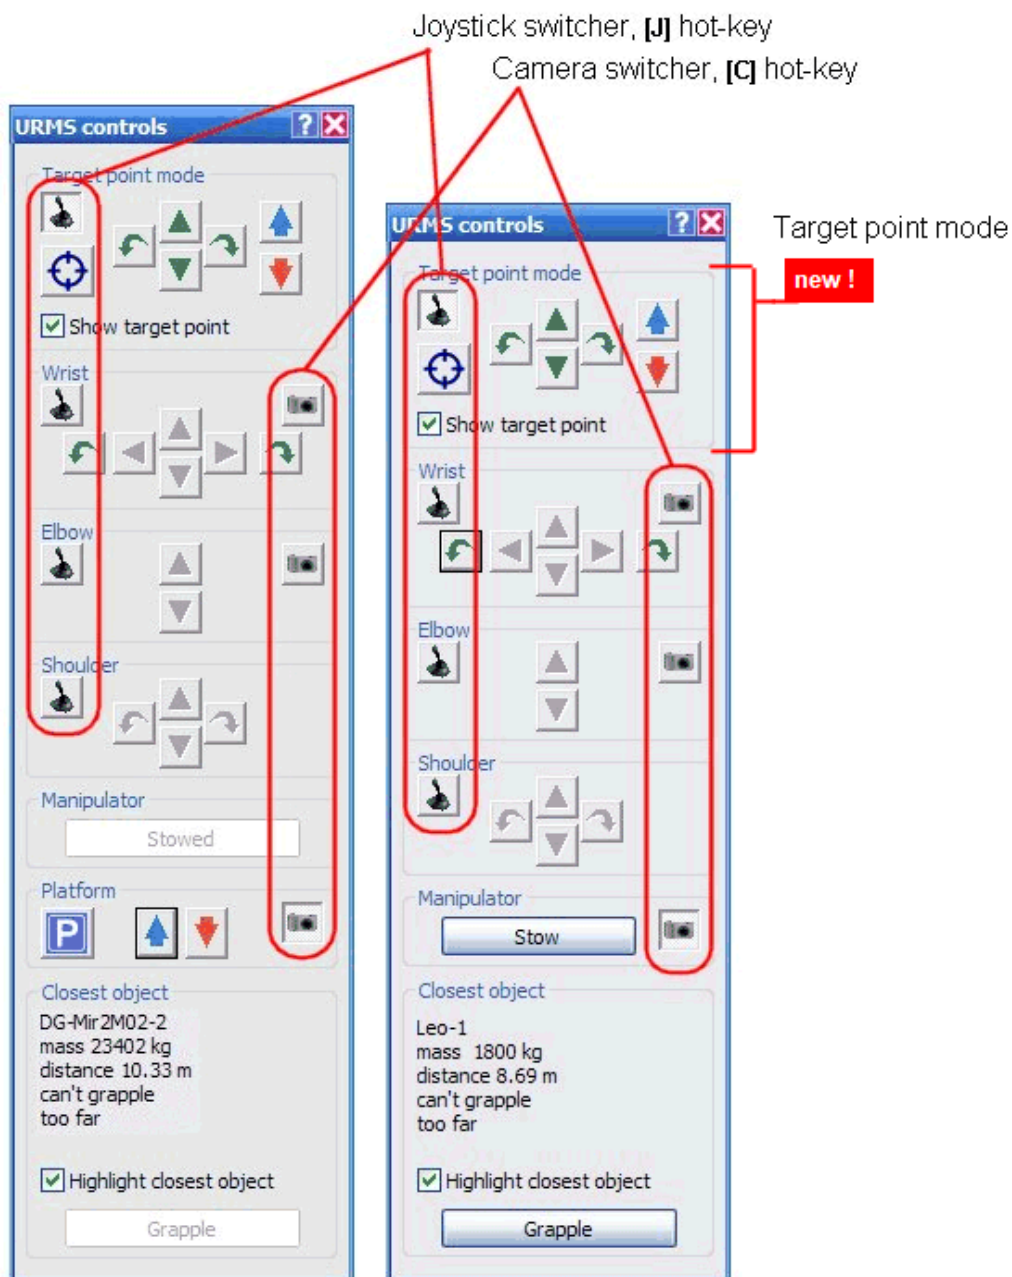 Joystick switcher, [J] hot-key
Camera switcher, [C] hot-key
URMS controls
Target point mode
Show target point
Wrist
Elbow
Shoulder
Manipulator
Stowed
Platform
P
Closest object
DG-Mir2M02-2
mass 23402 kg
distance 10.33 m
can't grapple
too far
Highlight closest object
Grapple
URMS controls
Target point mode
Show target point
Wrist
Elbow
Shoulder
Manipulator
Stow
Closest object
Leo-1
mass 1800 kg
distance 8.69 m
can't grapple
too far
Highlight closest object
Grapple
Target point mode
new !